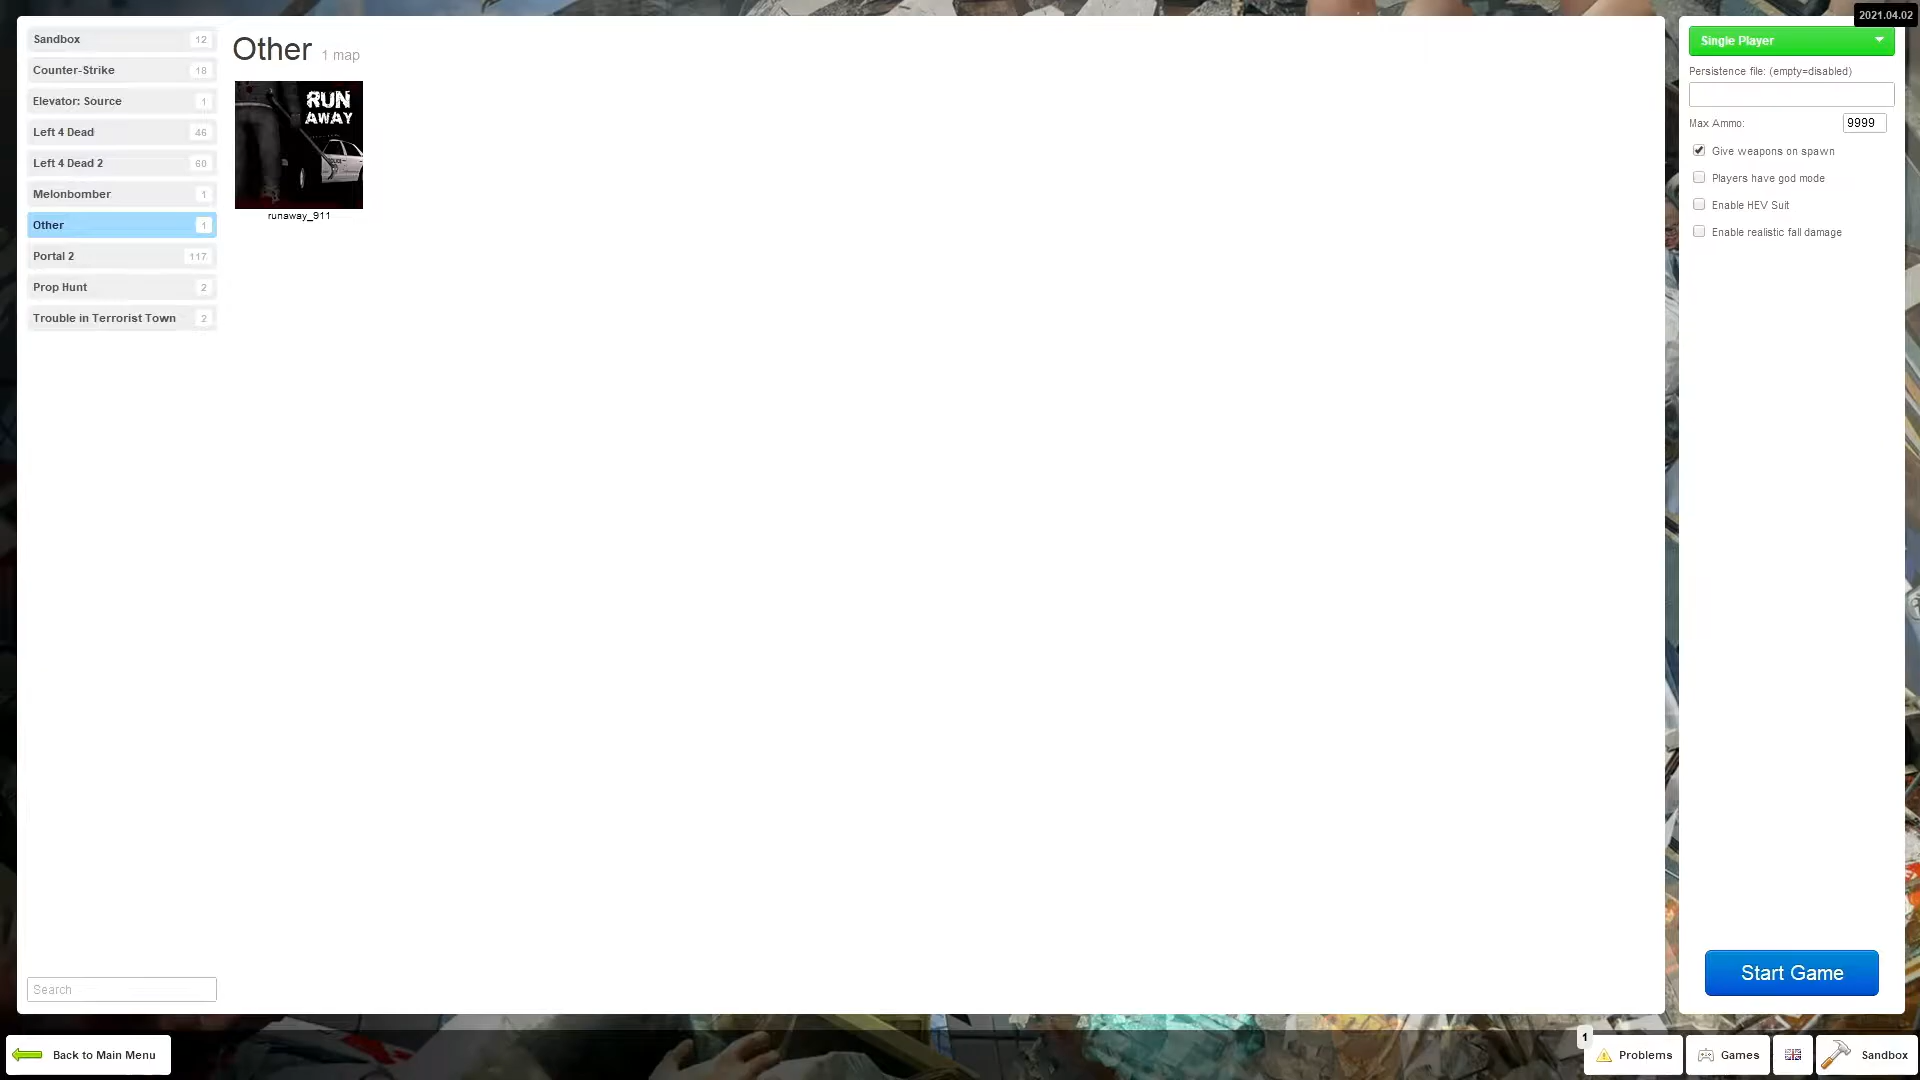 2021.04.02
Sandbox 12
Counter-Strike 18
Elevator: Source 1
Left 4 Dead 46
Left 4 Dead 2 60
Melonbomber 1
Other 1
Portal 2 117
Prop Hunt 2
Trouble in Terrorist Town 2
Search
Other 1 map
RUN
AWAY
runaway_911
Single Player
Persistence file: (empty=disabled)
Max Ammo: 9999
Give weapons on spawn
Players have god mode
Enable HEV Suit
Enable realistic fall damage
Start Game
Back to Main Menu
1
Problems
Games
Sandbox